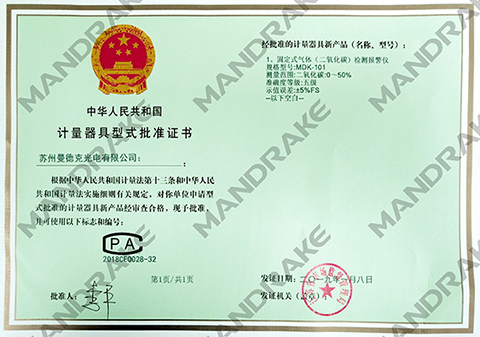 中华人民共和国
计量器具型式批准证书
苏州曼德克光电有限公司：
根据中华人民共和国计量法第十三条和中华人民
共和国计量法实施细则有关规定，对你单位申请型
式批准的计量器具新产品经审查合格，现予批准，
并可使用以下标志和编号：
CPA
2018CE0028-32
第1页/共1页
批准人：
经批准的计量器具新产品（名称、型号）：
1、固定式气体（二氧化碳）检测报警仪
规格型号:MDK-101
测量范围:二氧化碳:0～50%
准确度等级:五级
示值误差:±5%FS
--以下空白--
发证日期：二〇一九年 月八日
发证机关（盖章）：
MANDRAKE
MANDRAKE
MANDRAKE
MANDRAKE
MANDRAKE
MANDRAKE